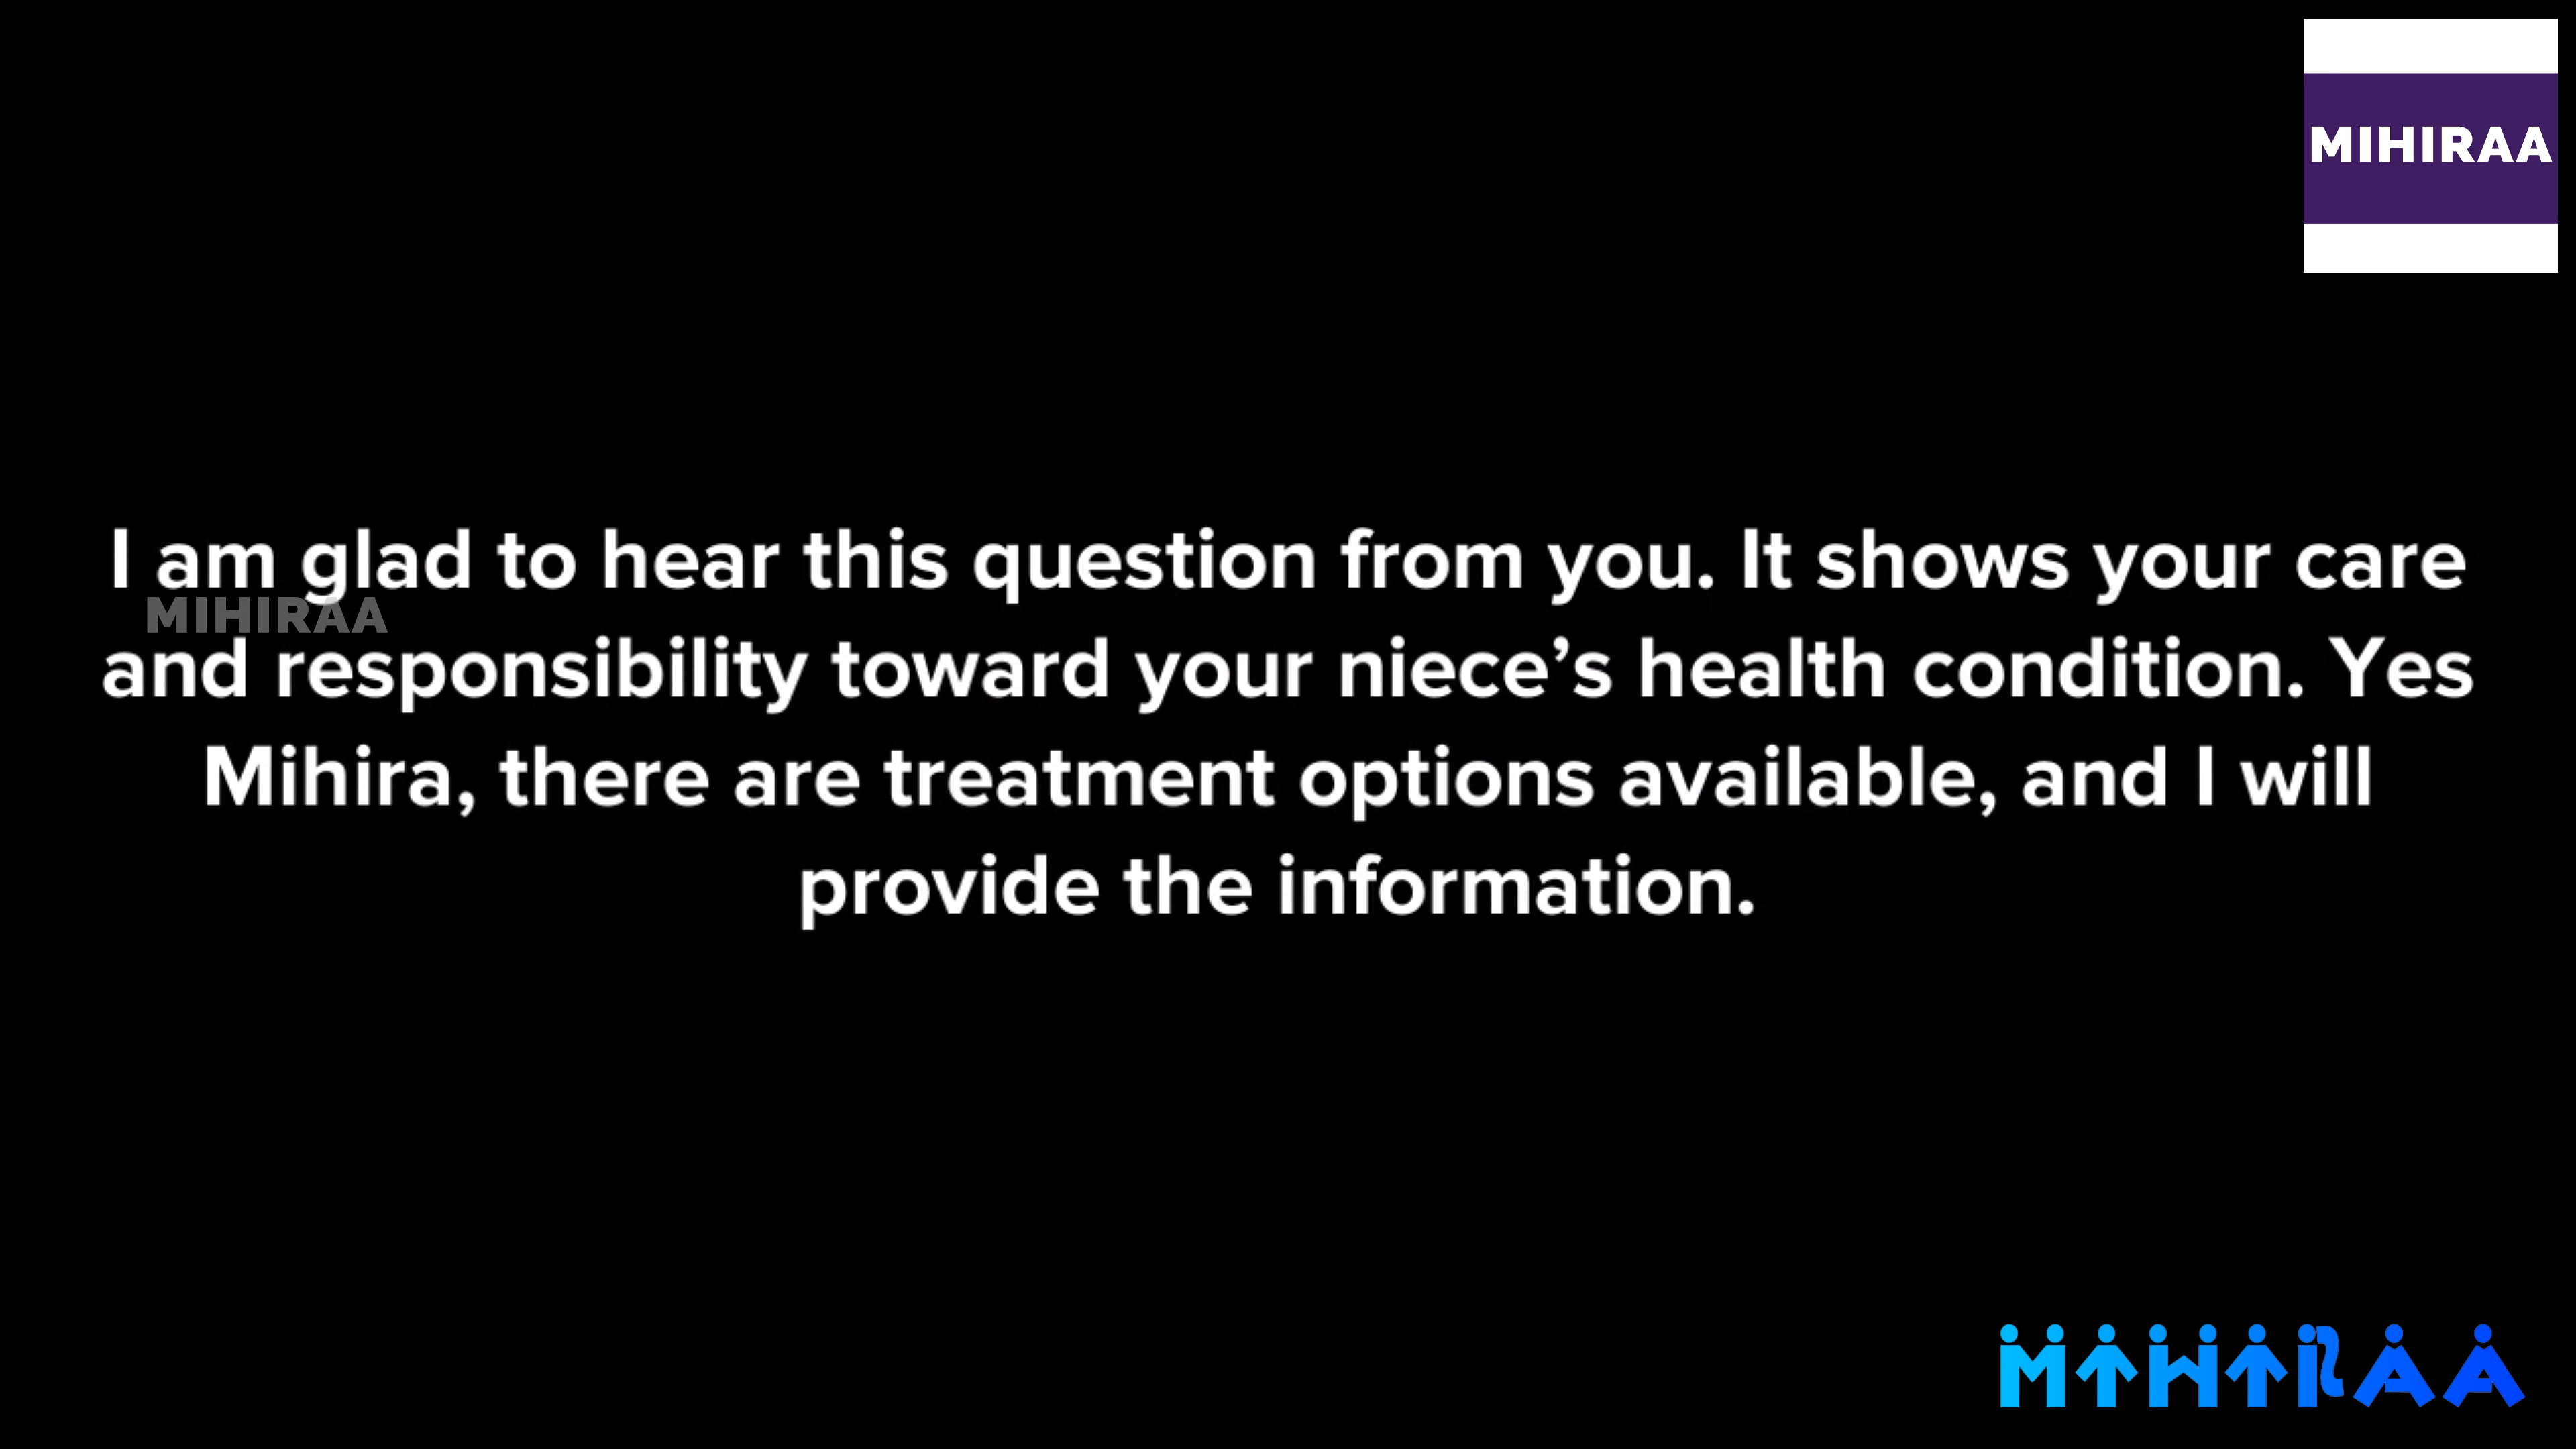 MIHIRAA
I am glad to hear this question from you. It shows your care
MIHIRAA
and responsibility toward your niece’s health condition. Yes
Mihira, there are treatment options available, and I will
provide the information.
MIHIRAA